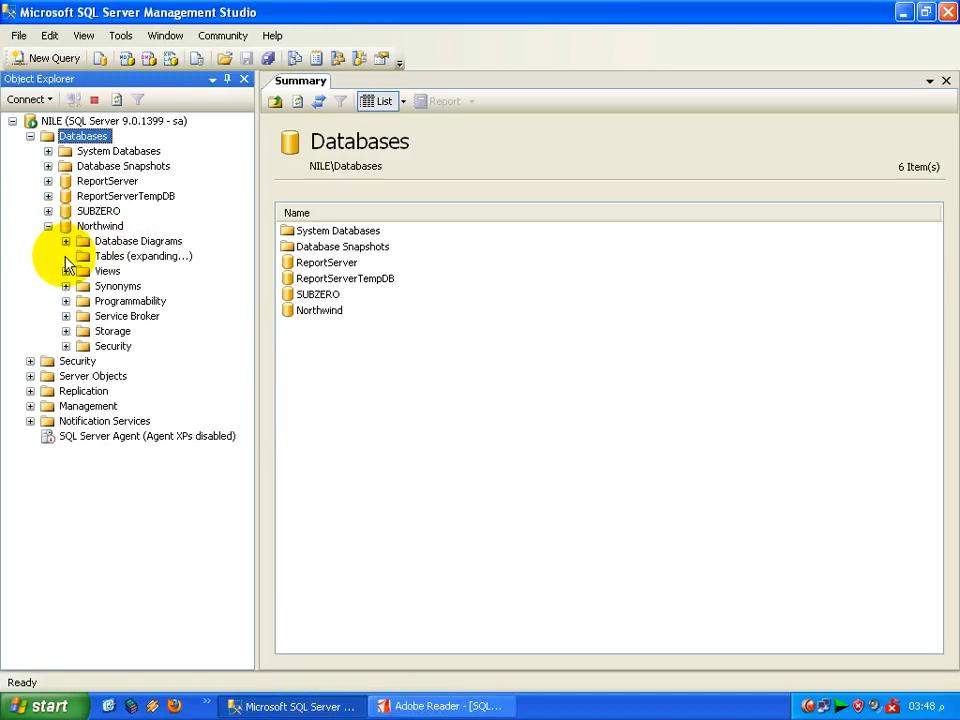 Microsoft SQL Server Management Studio
File Edit View Tools Window Community Help
New Query
Object Explorer
Summary
Connect
List
Report
NILE (SQL Server 9.0.1399 - sa)
Databases
System Databases
Database Snapshots
ReportServer
ReportServerTempDB
SUBZERO
Northwind
Database Diagrams
Tables (expanding...)
Views
Synonyms
Programmability
Service Broker
Storage
Security
Security
Server Objects
Replication
Management
Notification Services
SQL Server Agent (Agent XPs disabled)
Databases
NILE\Databases
6 Item(s)
Name
System Databases
Database Snapshots
ReportServer
ReportServerTempDB
SUBZERO
Northwind
Ready
start
Microsoft SQL Server ...
Adobe Reader - [SQL...
03:48 م